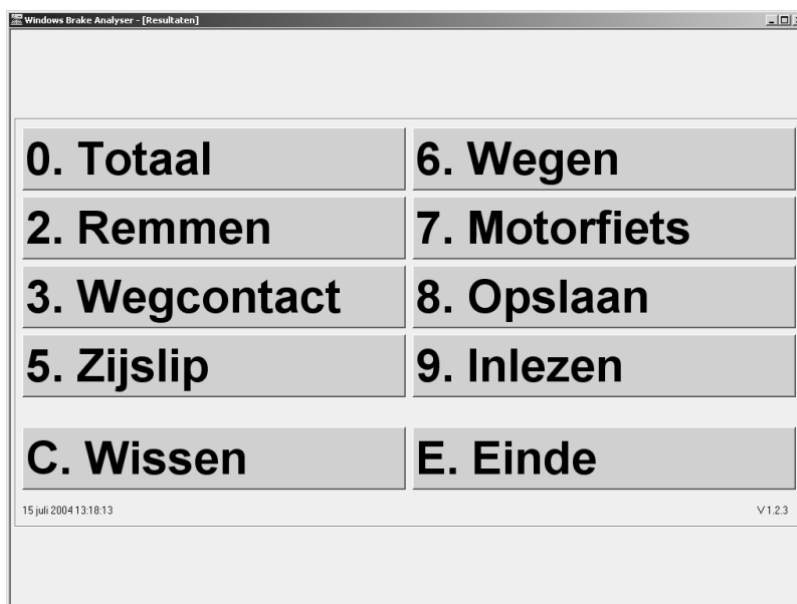 Windows Brake Analyser - [Resultaten]
0. Totaal
6. Wegen
2. Remmen
7. Motorfiets
3. Wegcontact
8. Opslaan
5. Zijslip
9. Inlezen
C. Wissen
E. Einde
15 juli 2004 13:18:13
V 1.2.3